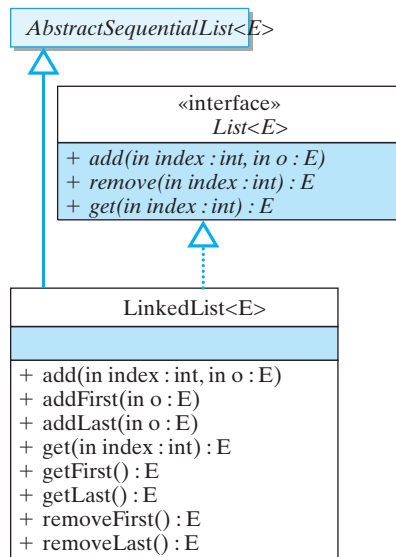 AbstractSequentialList<E>
«interface»
List<E>
+ add(in index : int, in o : E)
+ remove(in index : int) : E
+ get(in index : int) : E
LinkedList<E>
+ add(in index : int, in o : E)
+ addFirst(in o : E)
+ addLast(in o : E)
+ get(in index : int) : E
+ getFirst() : E
+ getLast() : E
+ removeFirst() : E
+ removeLast() : E